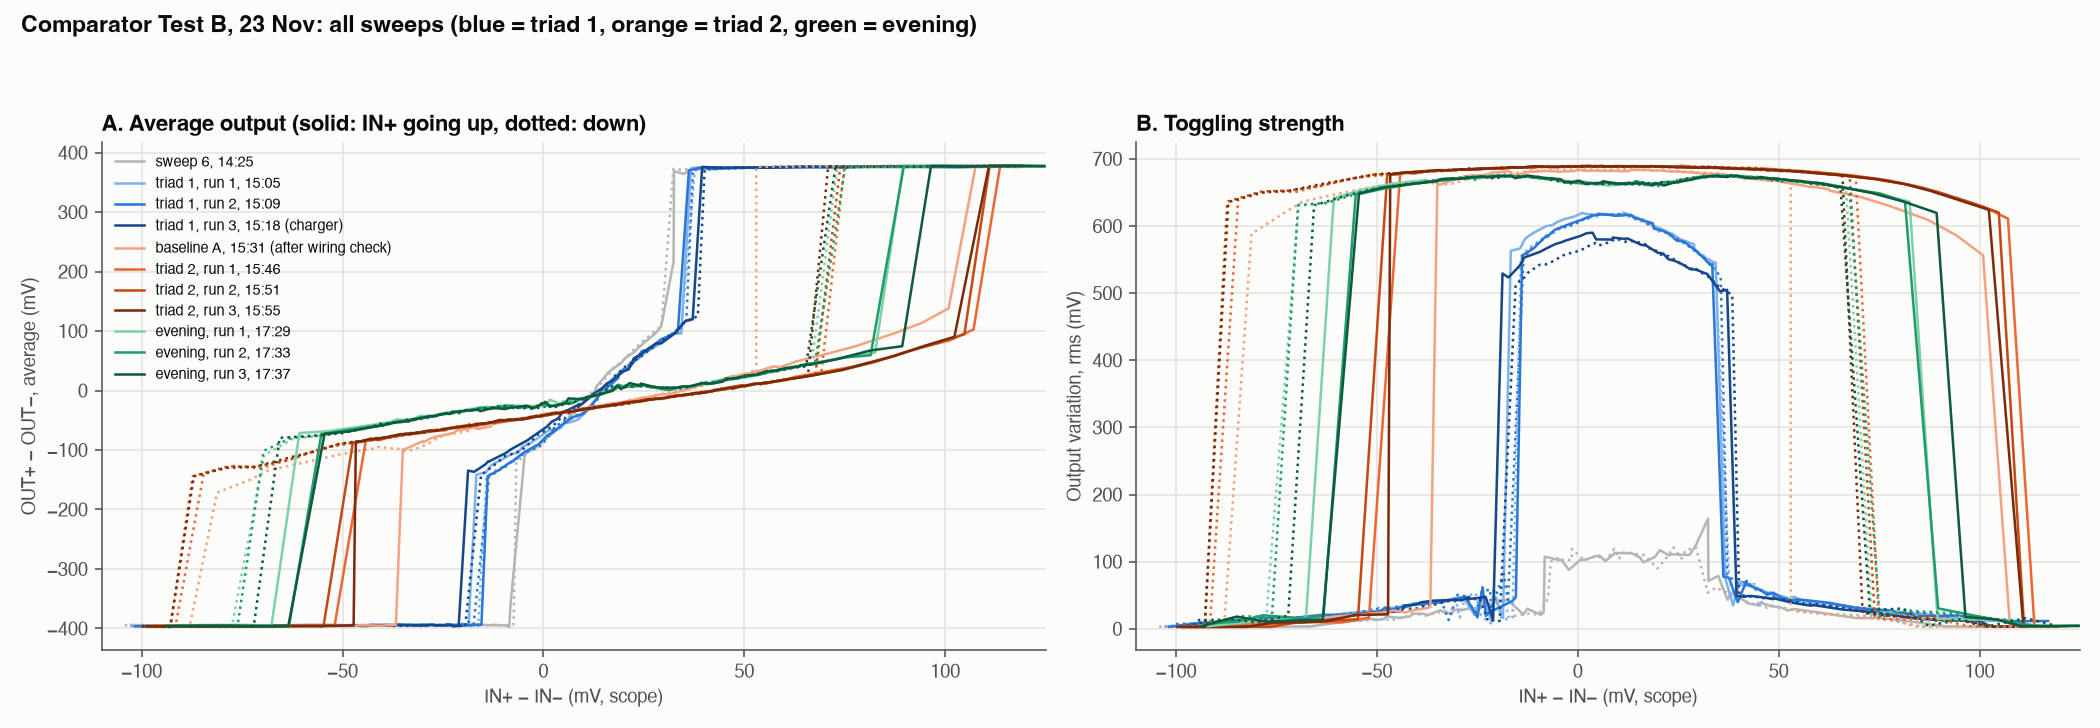 Comparator Test B, 23 Nov: all sweeps (blue = triad 1, orange = triad 2, green = evening)
A. Average output (solid: IN+ going up, dotted: down)
400
300
200
100
0
−100
−200
−300
−400
OUT+ − OUT−, average (mV)
sweep 6, 14:25
triad 1, run 1, 15:05
triad 1, run 2, 15:09
triad 1, run 3, 15:18 (charger)
baseline A, 15:31 (after wiring check)
triad 2, run 1, 15:46
triad 2, run 2, 15:51
triad 2, run 3, 15:55
evening, run 1, 17:29
evening, run 2, 17:33
evening, run 3, 17:37
−100
−50
0
50
100
IN+ − IN− (mV, scope)
B. Toggling strength
700
600
500
400
300
200
100
0
Output variation, rms (mV)
−100
−50
0
50
100
IN+ − IN− (mV, scope)